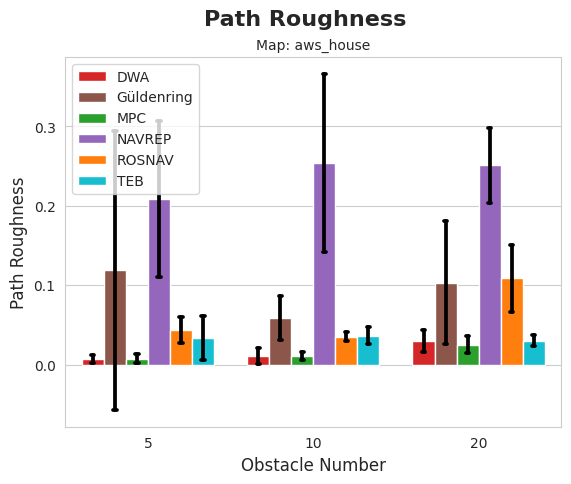 Path Roughness
Map: aws_house
DWA
Güldenring
MPC
NAVREP
ROSNAV
TEB
Path Roughness
0.3
0.2
0.1
0.0
5 10 20
Obstacle Number